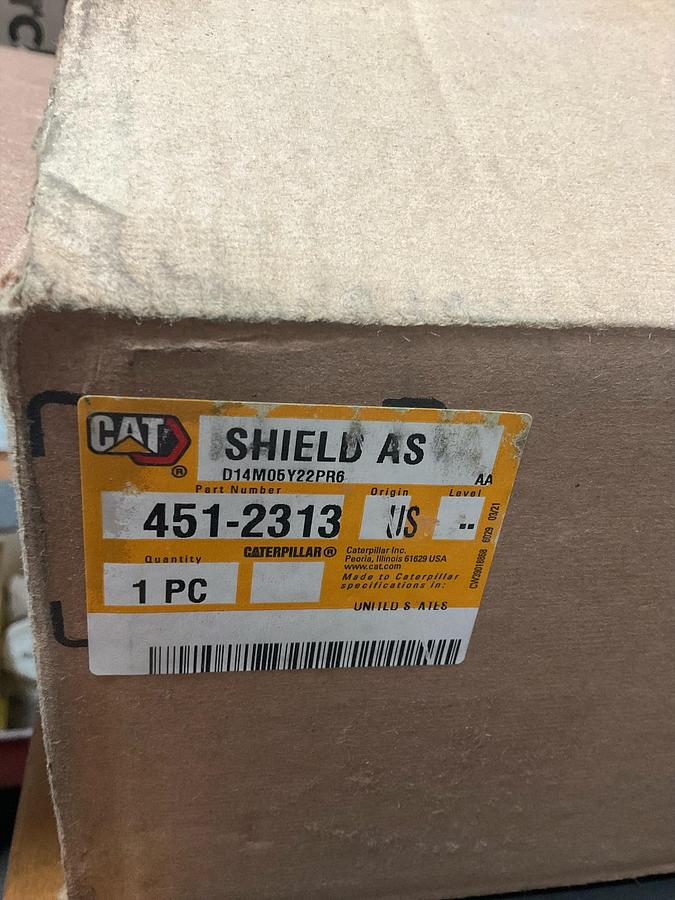 CAT
®
SHIELD AS
D14M05Y22PR6
AA
Part Number
Origin
Level
451-2313
US
--
Quantity
CATERPILLAR®
Caterpillar Inc.
Peoria, Illinois 61629 USA
www.cat.com
1 PC
Made to Caterpillar
specifications in:
UNITED S ATES